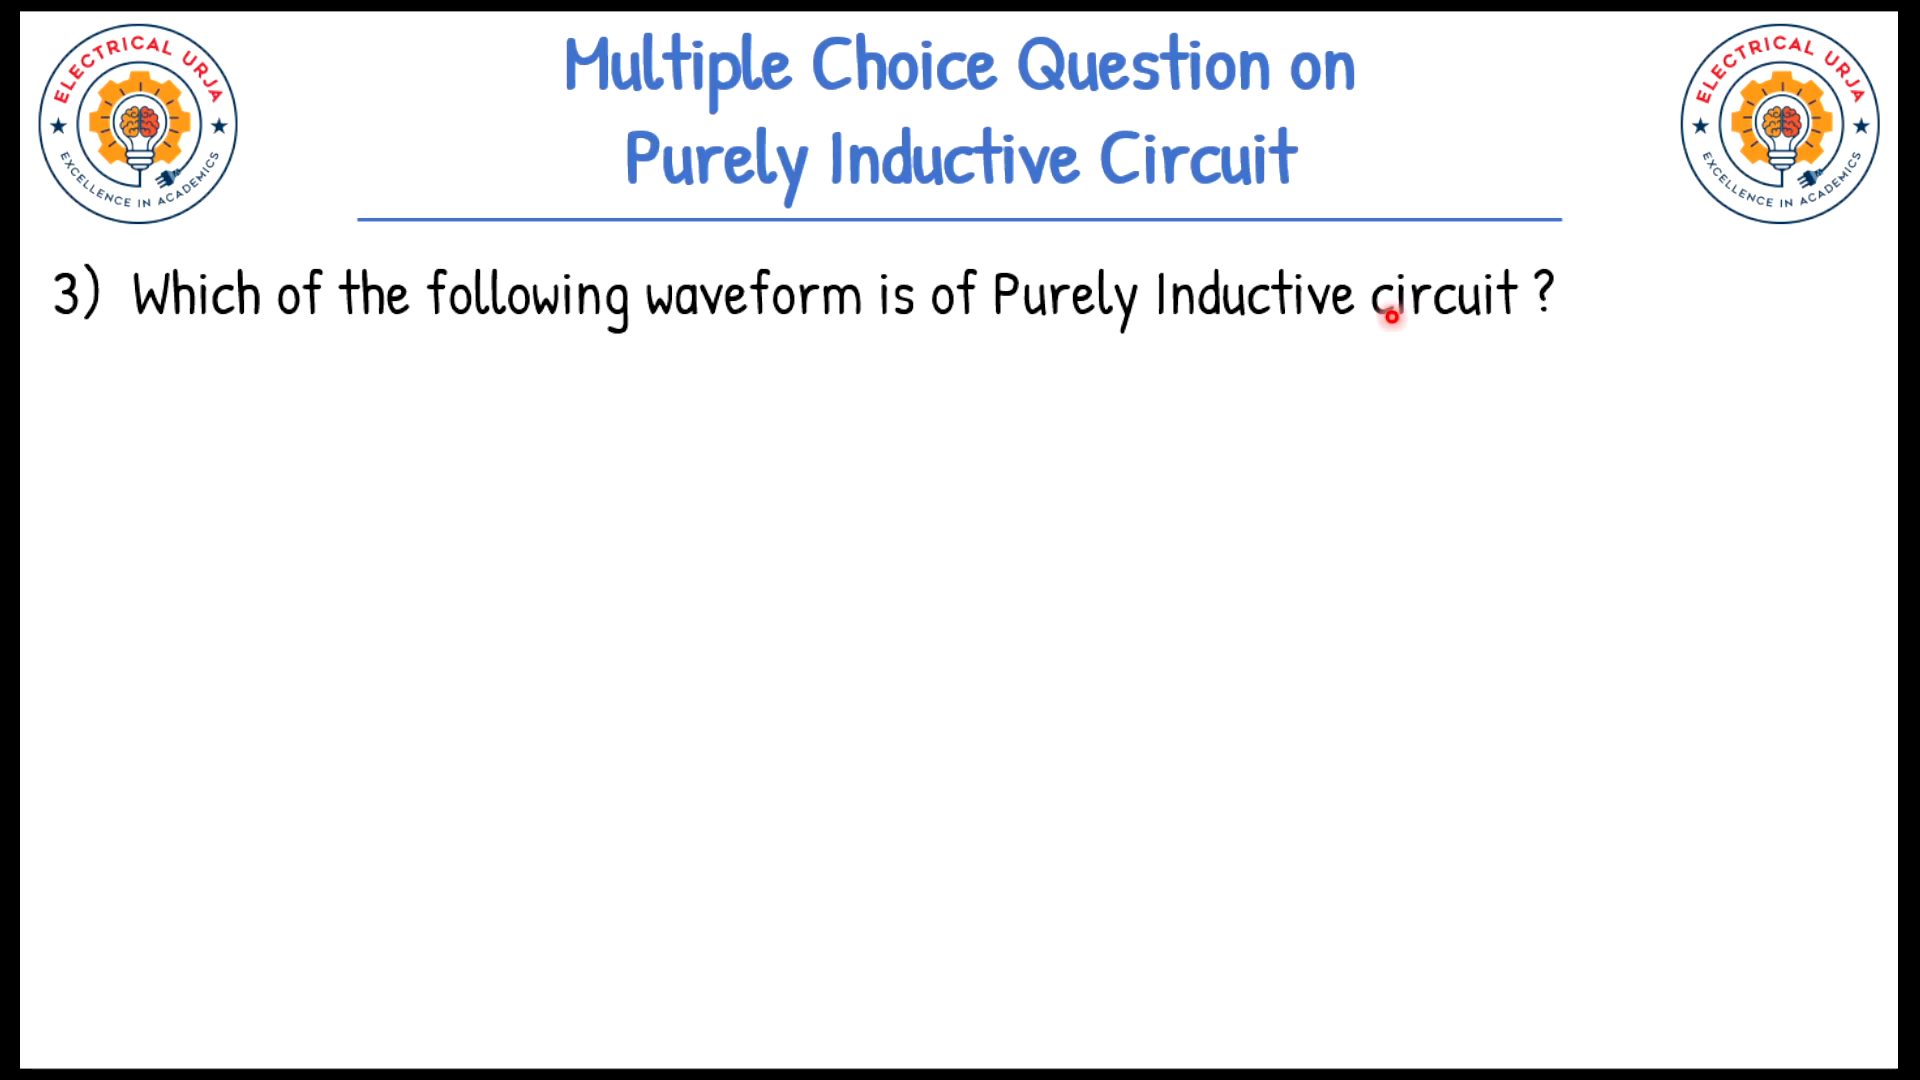 ELECTRICAL URJA
EXCELLENCE IN ACADEMICS
Multiple Choice Question on
Purely Inductive Circuit
ELECTRICAL URJA
EXCELLENCE IN ACADEMICS
3) Which of the following waveform is of Purely Inductive circuit ?